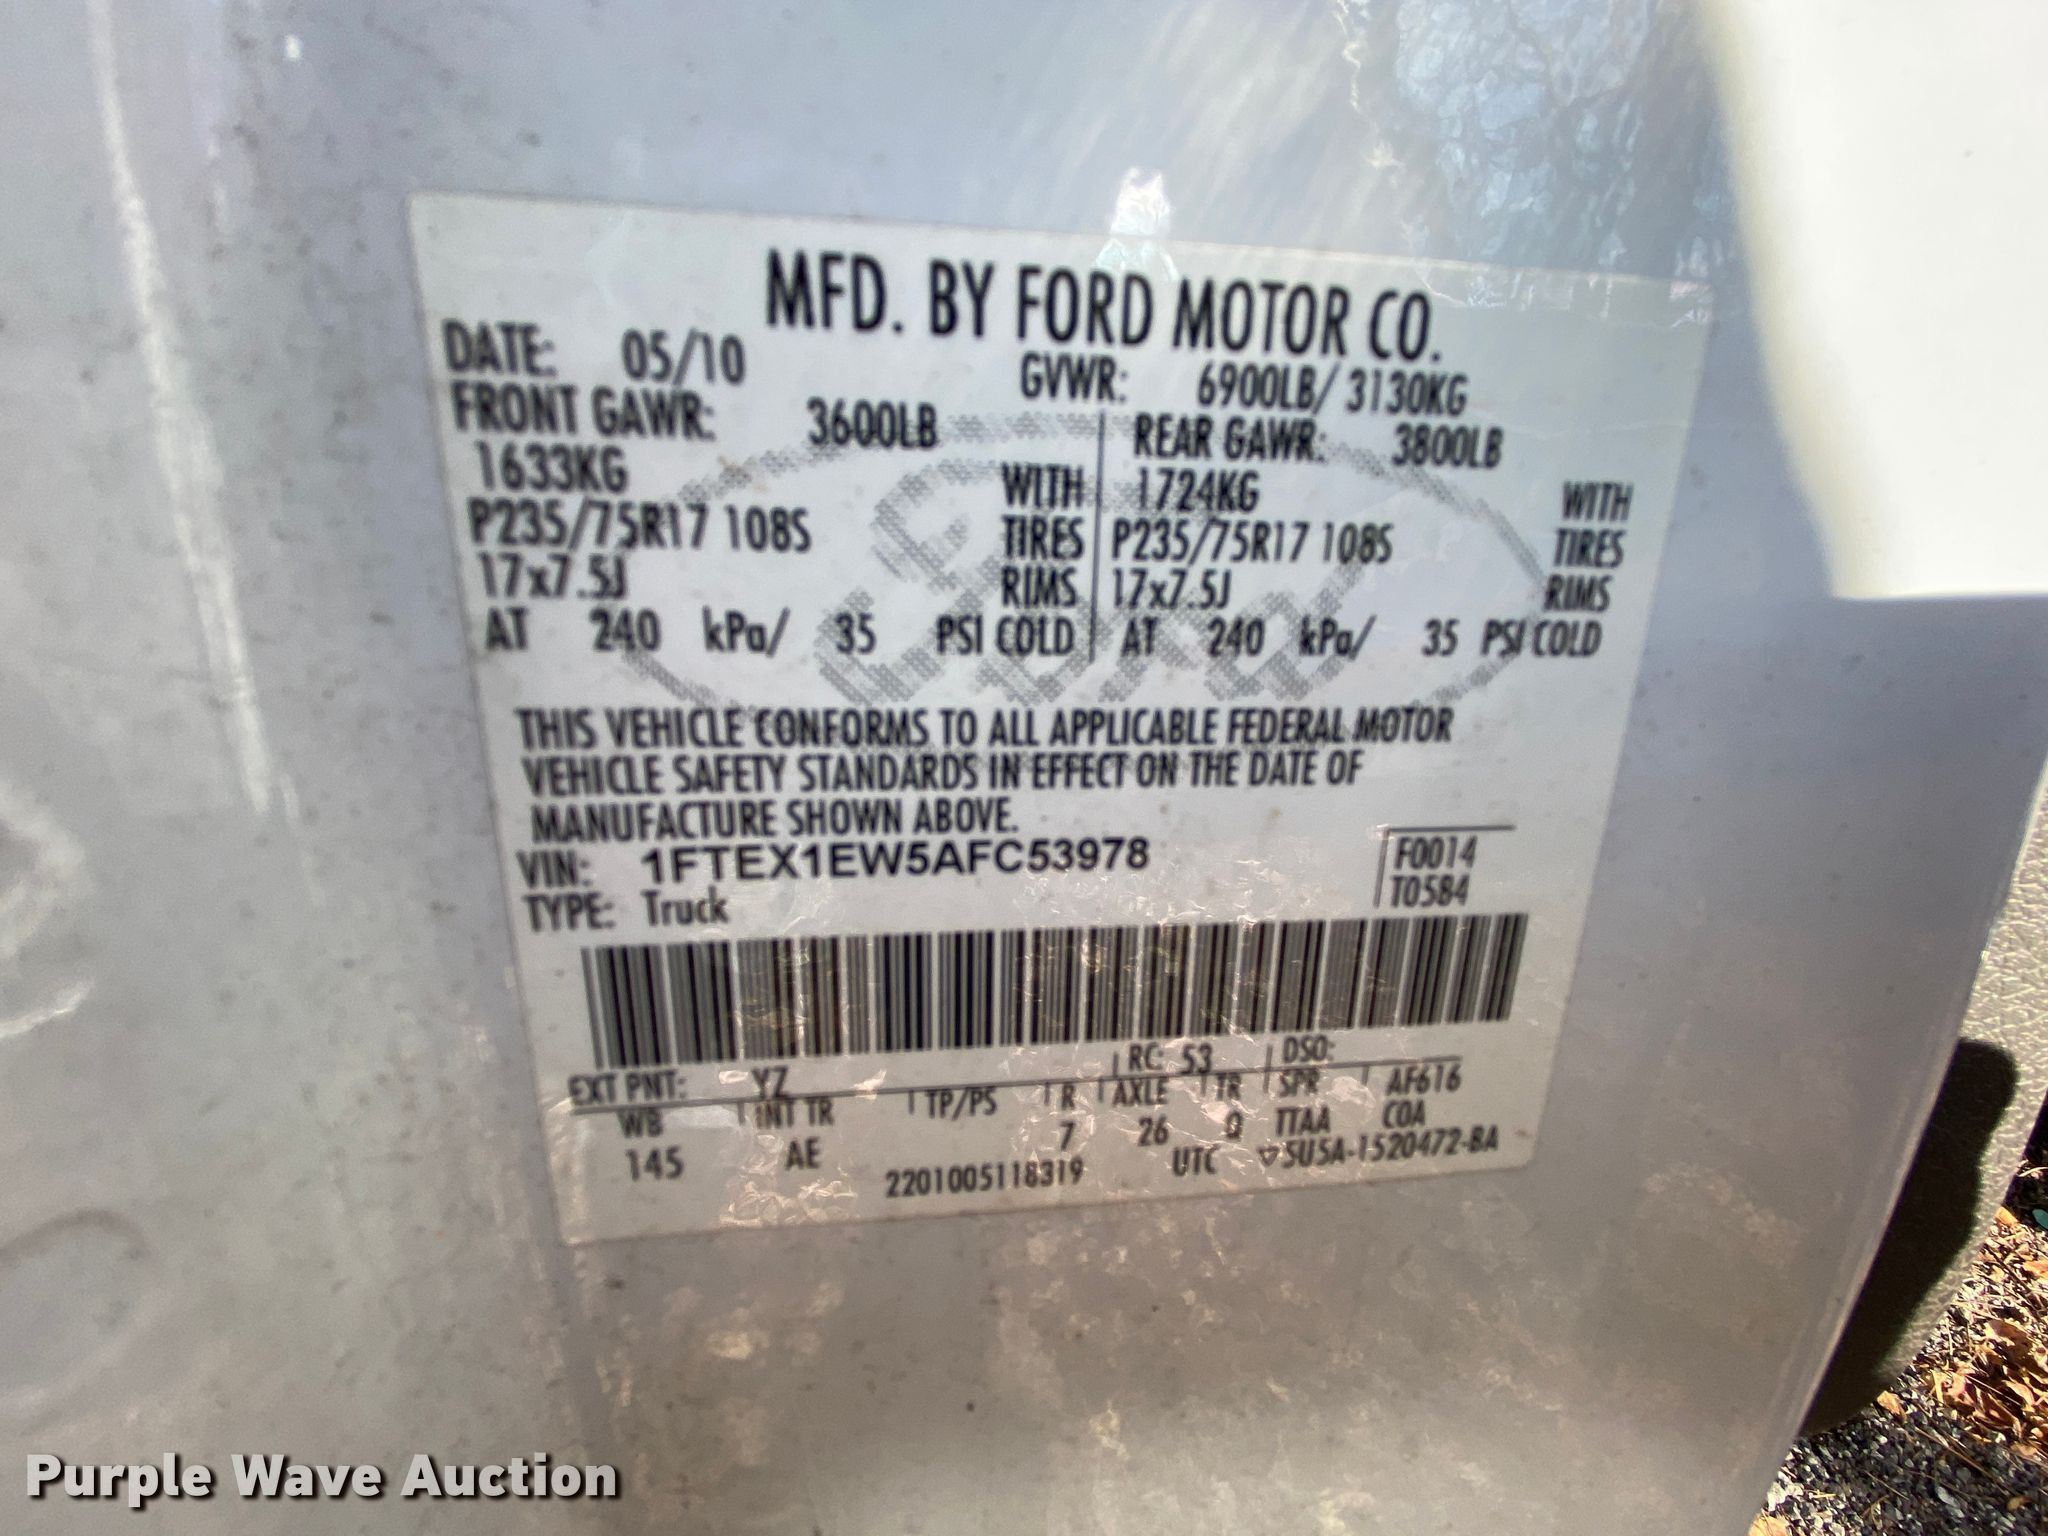 MFD. BY FORD MOTOR CO.
DATE: 05/10 GVWR: 6900LB/ 3130KG
FRONT GAWR: 3600LB REAR GAWR: 3800LB
1633KG WITH 1724KG WITH
P235/75R17 108S TIRES P235/75R17 108S TIRES
17x7.5J RIMS 17x7.5J RIMS
AT 240 kPa/ 35 PSI COLD AT 240 kPa/ 35 PSI COLD
Ford
THIS VEHICLE CONFORMS TO ALL APPLICABLE FEDERAL MOTOR
VEHICLE SAFETY STANDARDS IN EFFECT ON THE DATE OF
MANUFACTURE SHOWN ABOVE.
VIN: 1FTEX1EW5AFC53978 F0014
TYPE: Truck T05B4
EXT PNT: YZ RC: 53 DSO:
WB INT TR TP/PS R AXLE TR SPR AF616
145 AE 7 26 Q TTAA COA
2201005118319 UTC ▽5U5A-1520472-BA
Purple Wave Auction